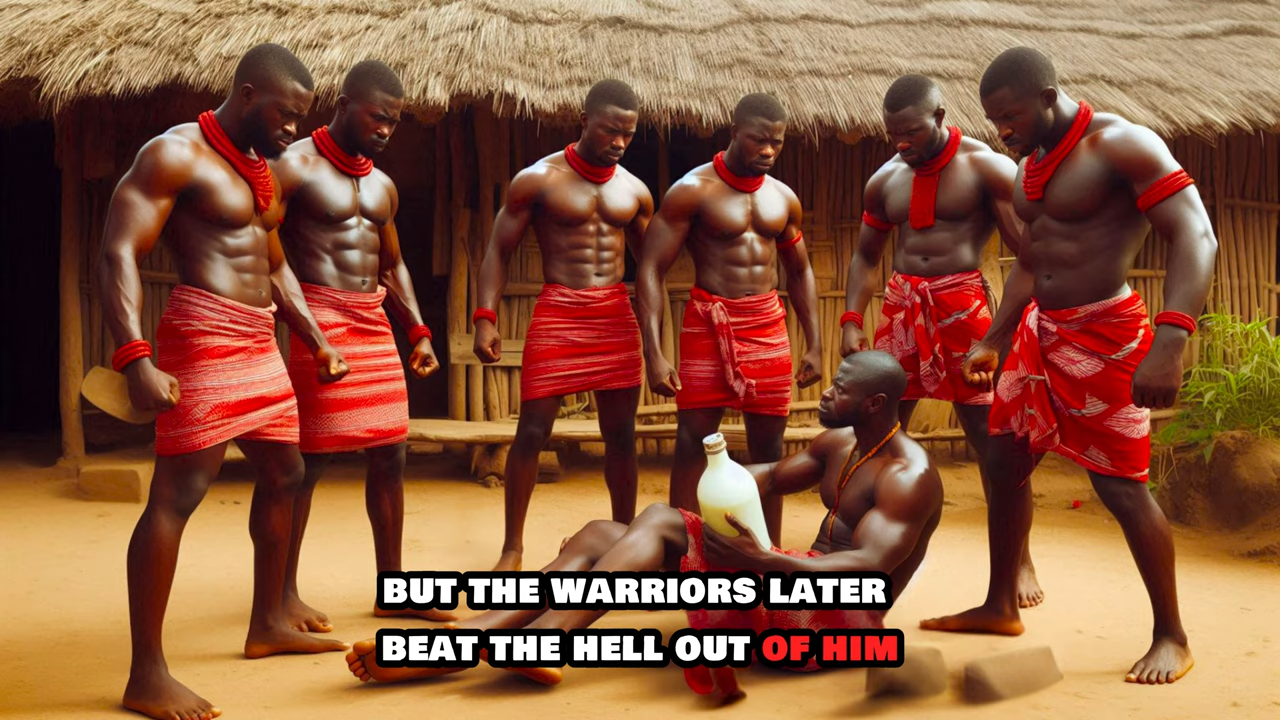 BUT THE WARRIORS LATER
BEAT THE HELL OUT OF HIM